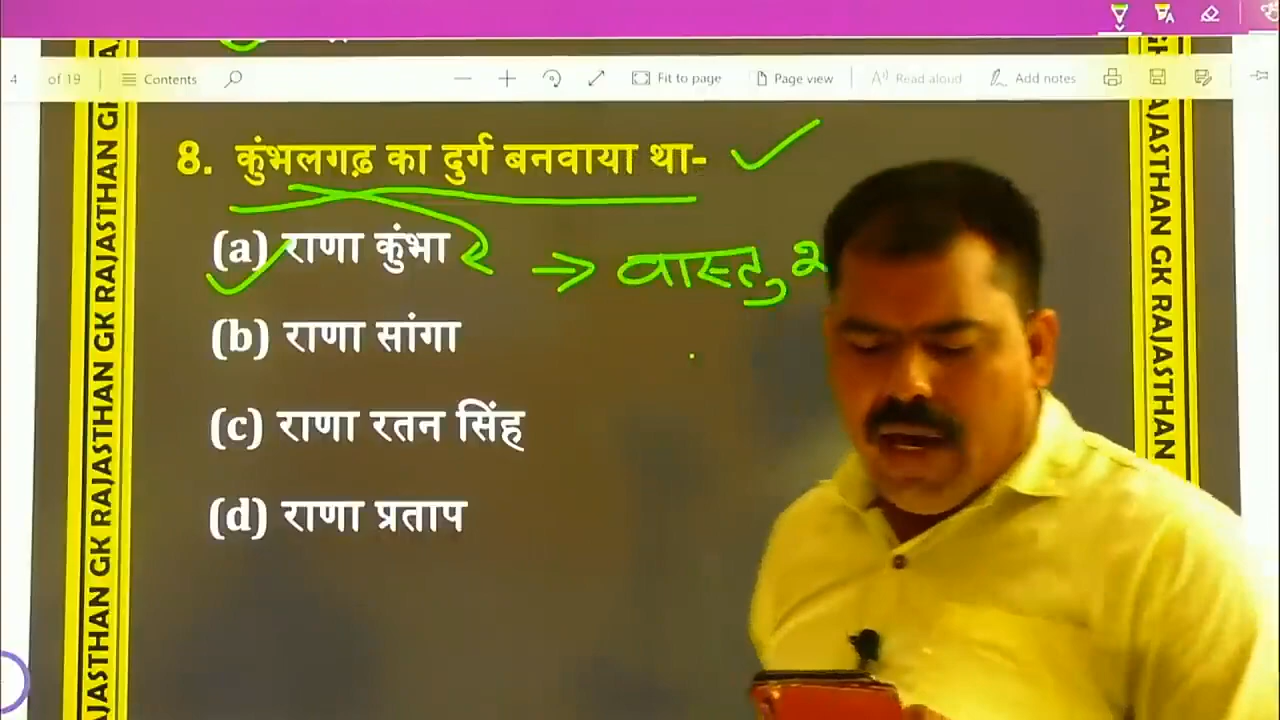 4 of 19 Contents Fit to page Page view Read aloud Add notes
8. कुंभलगढ़ का दुर्ग बनवाया था-
(a) राणा कुंभा → वास्तु
(b) राणा सांगा
(c) राणा रतन सिंह
(d) राणा प्रताप
RAJASTHAN GK RAJASTHAN GK
RAJASTHAN GK RAJASTHAN